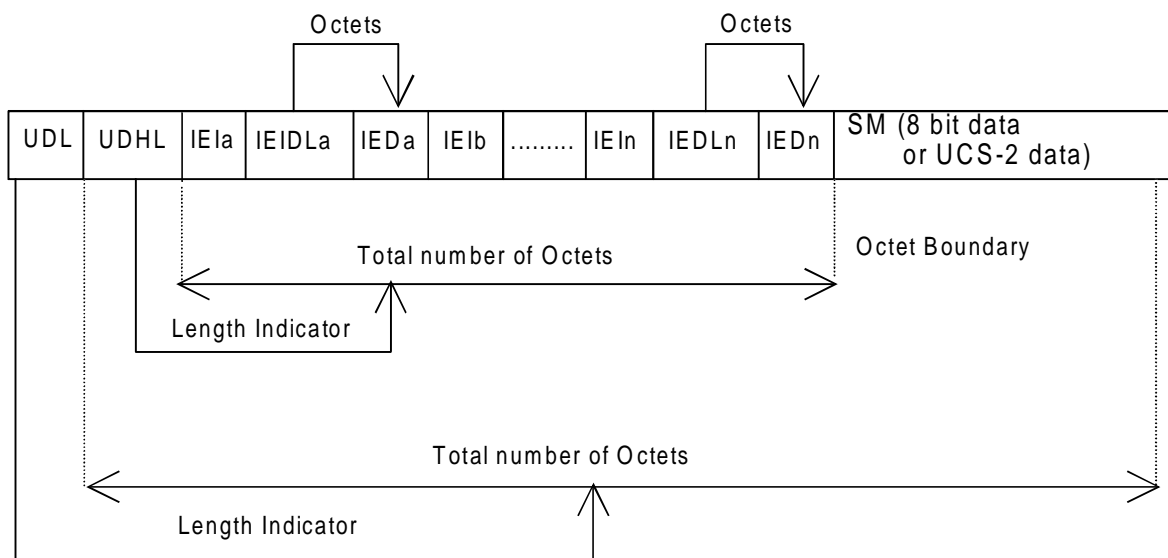 Octets Octets
UDL UDHL IEIa IEIDLa IEDa IEIb ......... IEIn IEDLn IEDn SM (8 bit data
or UCS-2 data)
Total number of Octets Octet Boundary
Length Indicator
Total number of Octets
Length Indicator